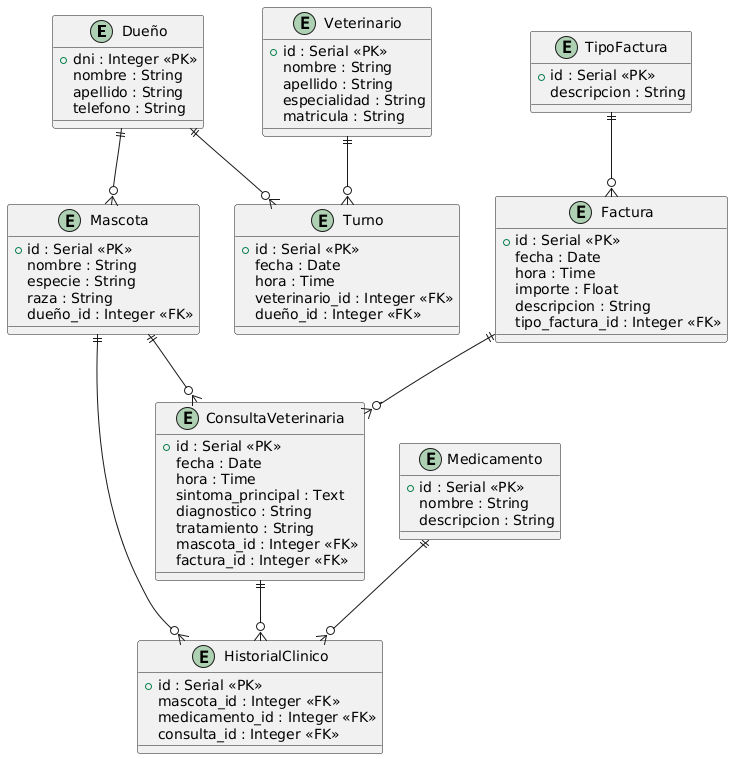 E Dueño
dni : Integer «PK»
nombre : String
apellido : String
telefono : String
E Veterinario
id : Serial «PK»
nombre : String
apellido : String
especialidad : String
matricula : String
E TipoFactura
id : Serial «PK»
descripcion : String
E Mascota
id : Serial «PK»
nombre : String
especie : String
raza : String
dueño_id : Integer «FK»
E Turno
id : Serial «PK»
fecha : Date
hora : Time
veterinario_id : Integer «FK»
dueño_id : Integer «FK»
E Factura
id : Serial «PK»
fecha : Date
hora : Time
importe : Float
descripcion : String
tipo_factura_id : Integer «FK»
E ConsultaVeterinaria
id : Serial «PK»
fecha : Date
hora : Time
sintoma_principal : Text
diagnostico : String
tratamiento : String
mascota_id : Integer «FK»
factura_id : Integer «FK»
E Medicamento
id : Serial «PK»
nombre : String
descripcion : String
E HistorialClinico
id : Serial «PK»
mascota_id : Integer «FK»
medicamento_id : Integer «FK»
consulta_id : Integer «FK»